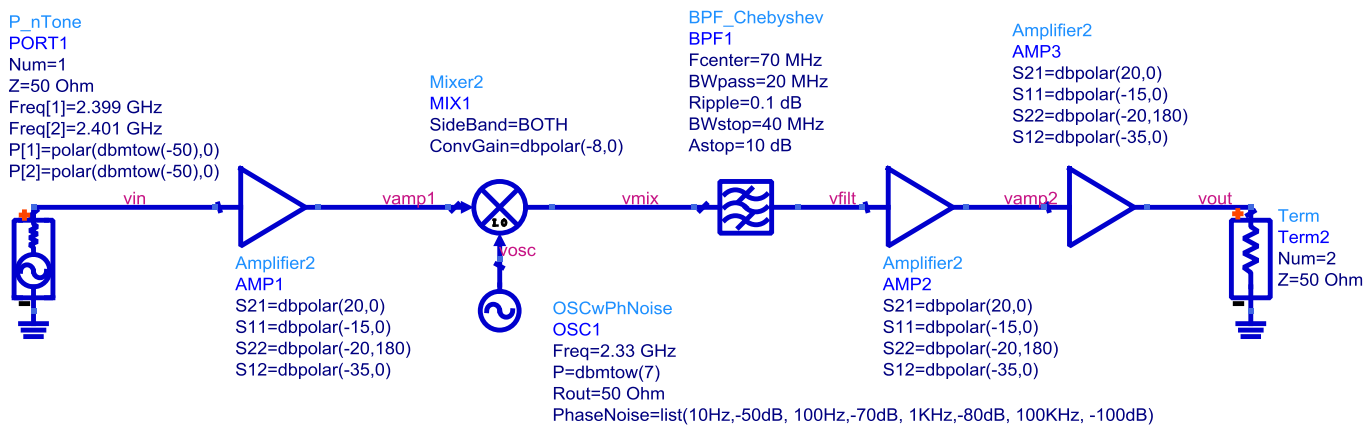 P_nTone
PORT1
Num=1
Z=50 Ohm
Freq[1]=2.399 GHz
Freq[2]=2.401 GHz
P[1]=polar(dbmtow(-50),0)
P[2]=polar(dbmtow(-50),0)
vin
Amplifier2
AMP1
S21=dbpolar(20,0)
S11=dbpolar(-15,0)
S22=dbpolar(-20,180)
S12=dbpolar(-35,0)
vamp1
Mixer2
MIX1
SideBand=BOTH
ConvGain=dbpolar(-8,0)
LO
vosc
OSCwPhNoise
OSC1
Freq=2.33 GHz
P=dbmtow(7)
Rout=50 Ohm
PhaseNoise=list(10Hz,-50dB, 100Hz,-70dB, 1KHz,-80dB, 100KHz, -100dB)
vmix
BPF_Chebyshev
BPF1
Fcenter=70 MHz
BWpass=20 MHz
Ripple=0.1 dB
BWstop=40 MHz
Astop=10 dB
vfilt
Amplifier2
AMP2
S21=dbpolar(20,0)
S11=dbpolar(-15,0)
S22=dbpolar(-20,180)
S12=dbpolar(-35,0)
vamp2
Amplifier2
AMP3
S21=dbpolar(20,0)
S11=dbpolar(-15,0)
S22=dbpolar(-20,180)
S12=dbpolar(-35,0)
vout
Term
Term2
Num=2
Z=50 Ohm